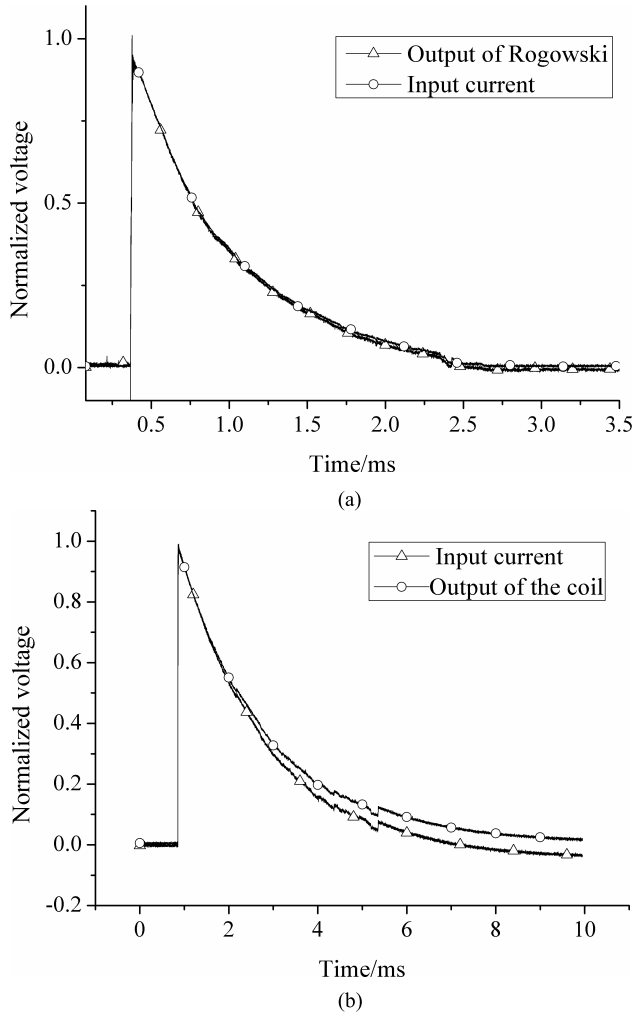 1.0
0.5
0.0
Normalized voltage
Output of Rogowski
Input current
0.5 1.0 1.5 2.0 2.5 3.0 3.5
Time/ms
(a)
1.0
0.8
0.6
0.4
0.2
0.0
-0.2
Normalized voltage
Input current
Output of the coil
0 2 4 6 8 10
Time/ms
(b)